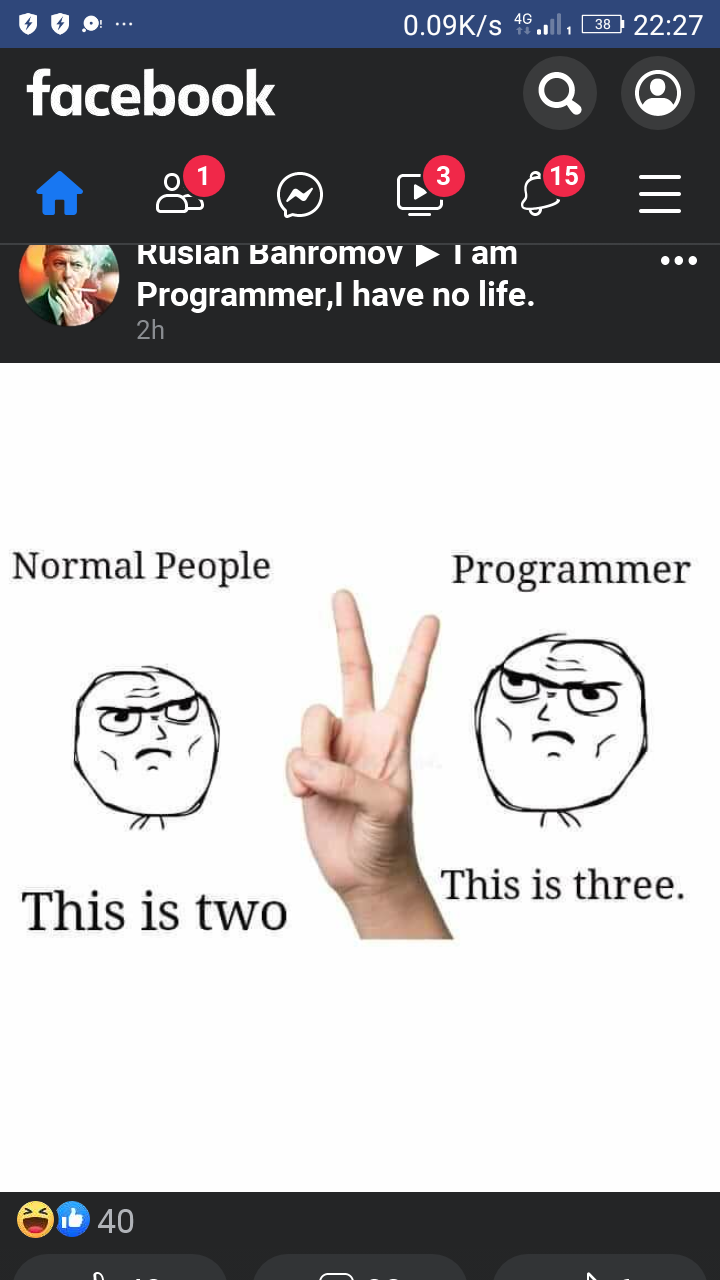 0.09K/s 4G 1 38 22:27
facebook
1 3 15
Ruslan Bahromov ▶ I am
Programmer,I have no life.
2h
Normal People
Programmer
This is two
This is three.
40